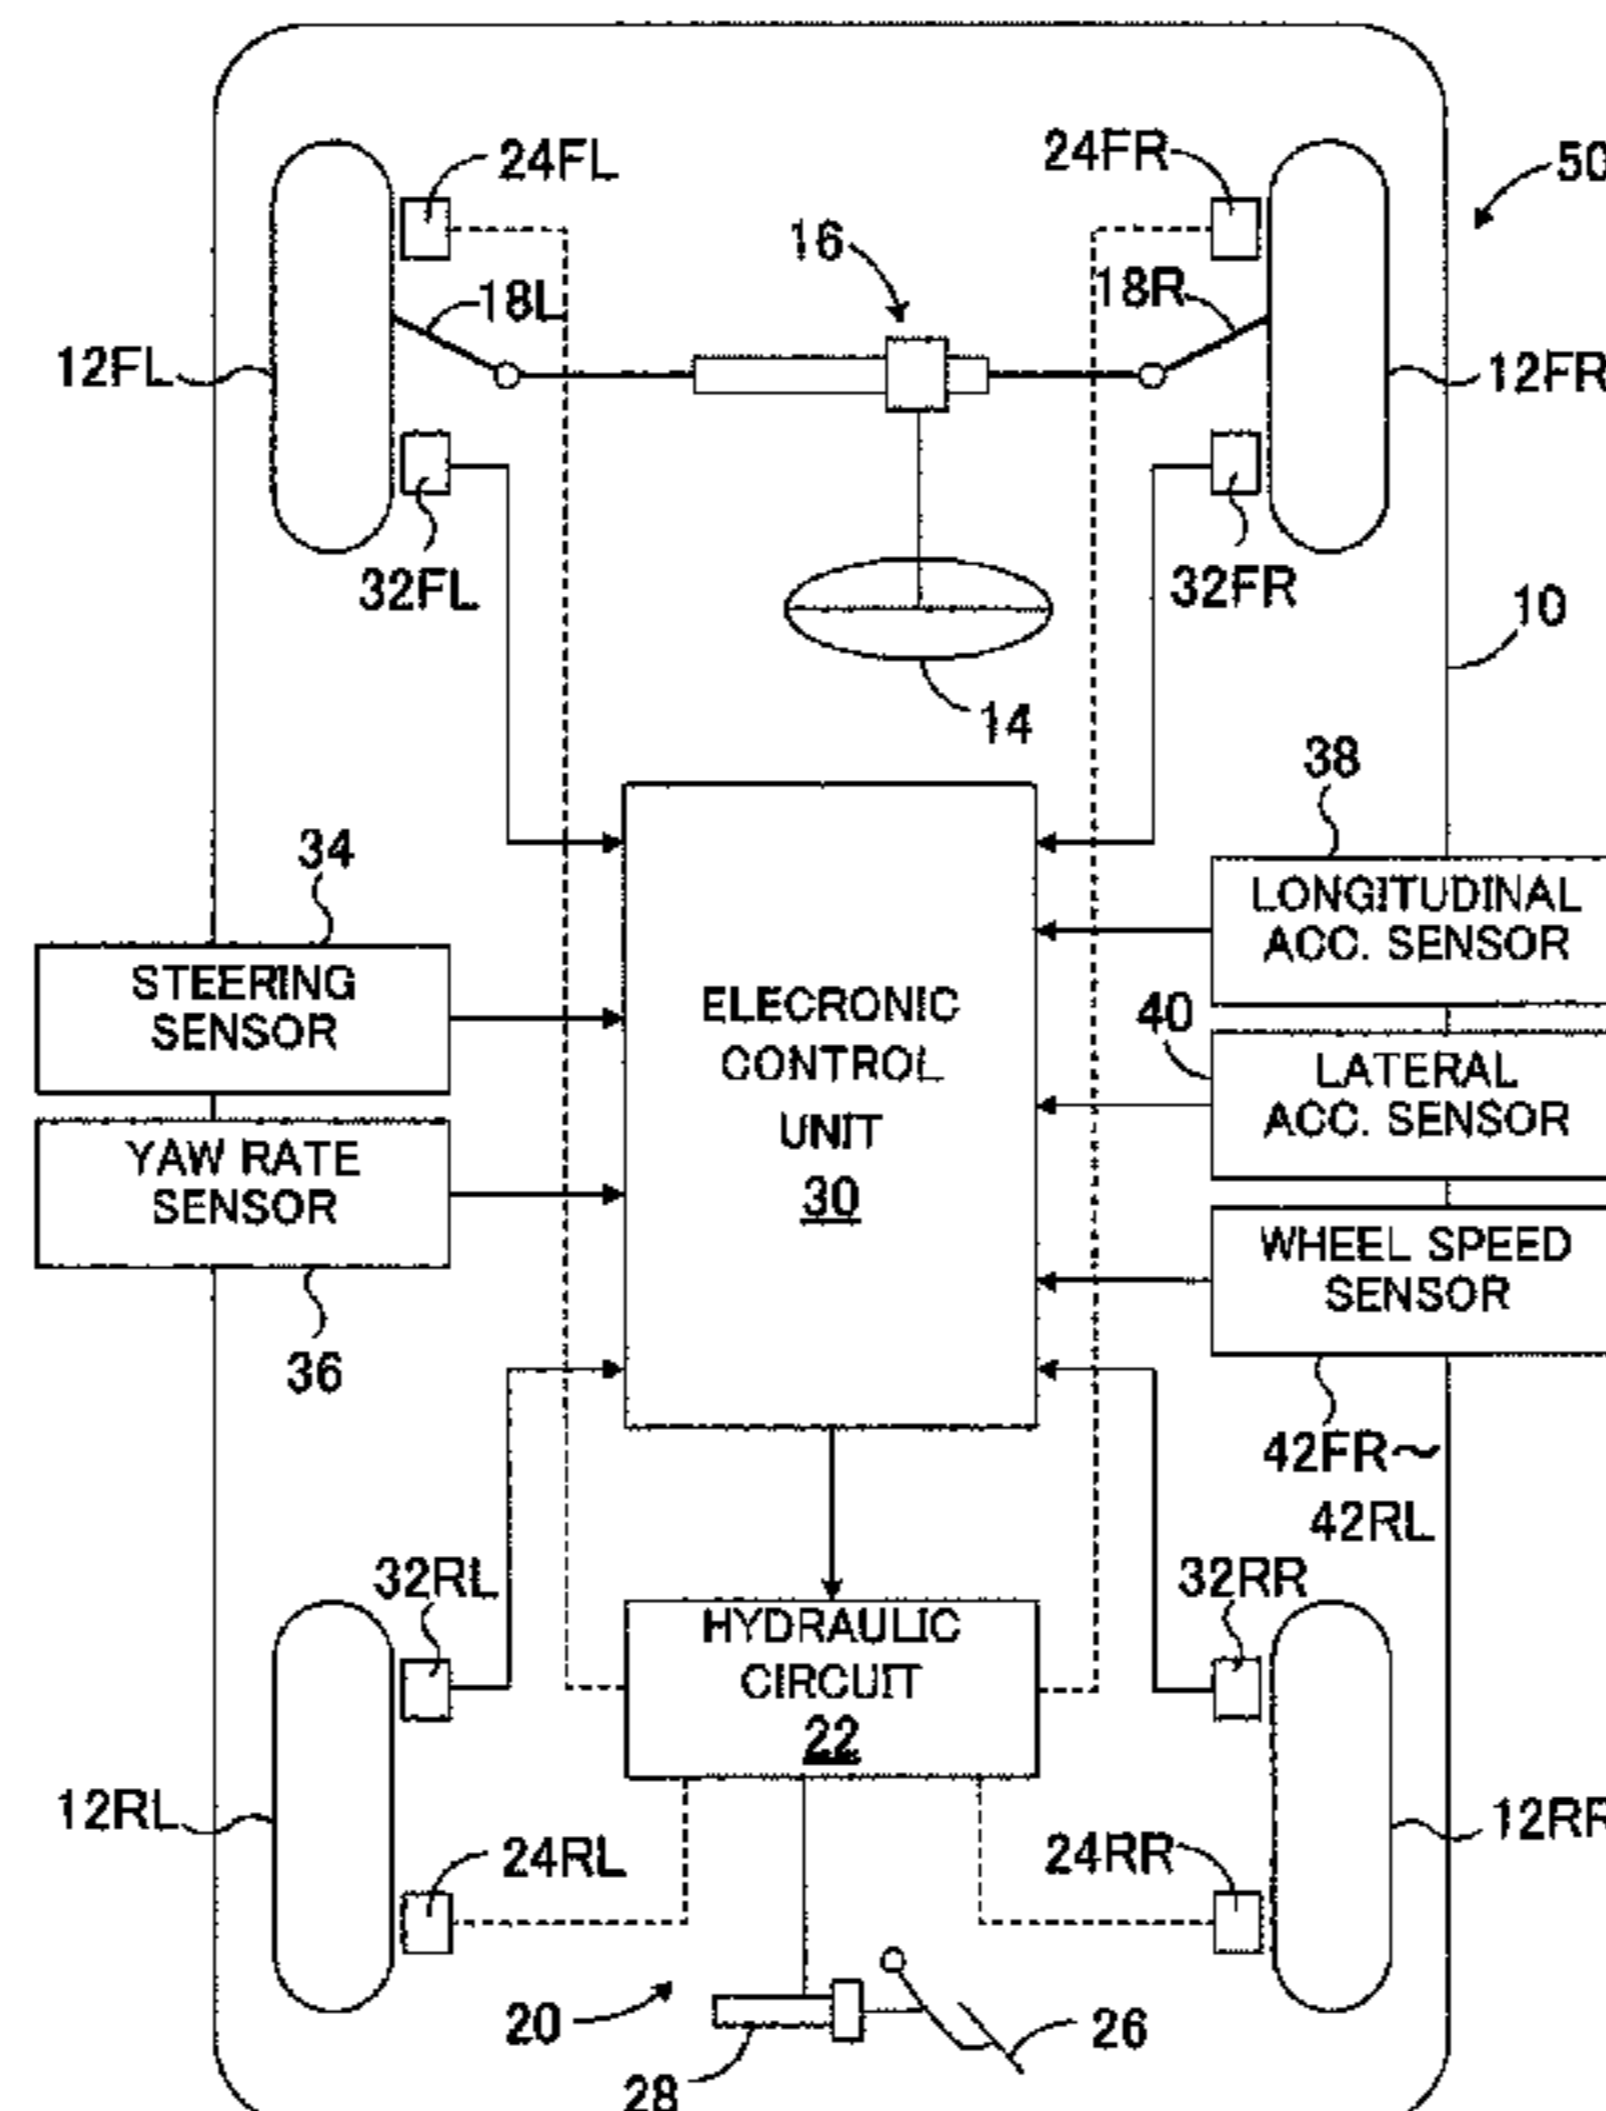 24FL
24FR
50
16
18L
18R
12FL
12FR
32FL
32FR
10
14
38
34
LONGITUDINAL
ACC. SENSOR
STEERING
SENSOR
ELECRONIC
CONTROL
UNIT
30
40
LATERAL
ACC. SENSOR
YAW RATE
SENSOR
WHEEL SPEED
SENSOR
36
42FR~
42RL
32RL
32RR
HYDRAULIC
CIRCUIT
22
12RL
12RR
24RL
24RR
20
26
28